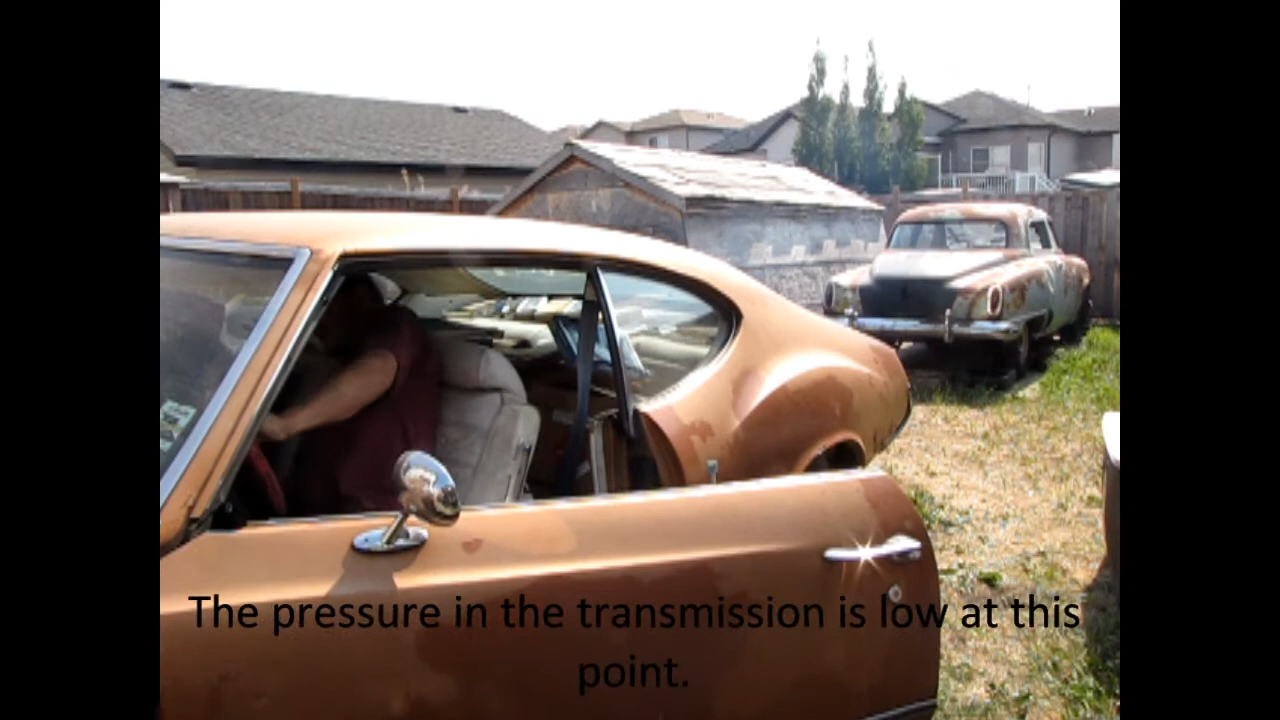 The pressure in the transmission is low at this
point.